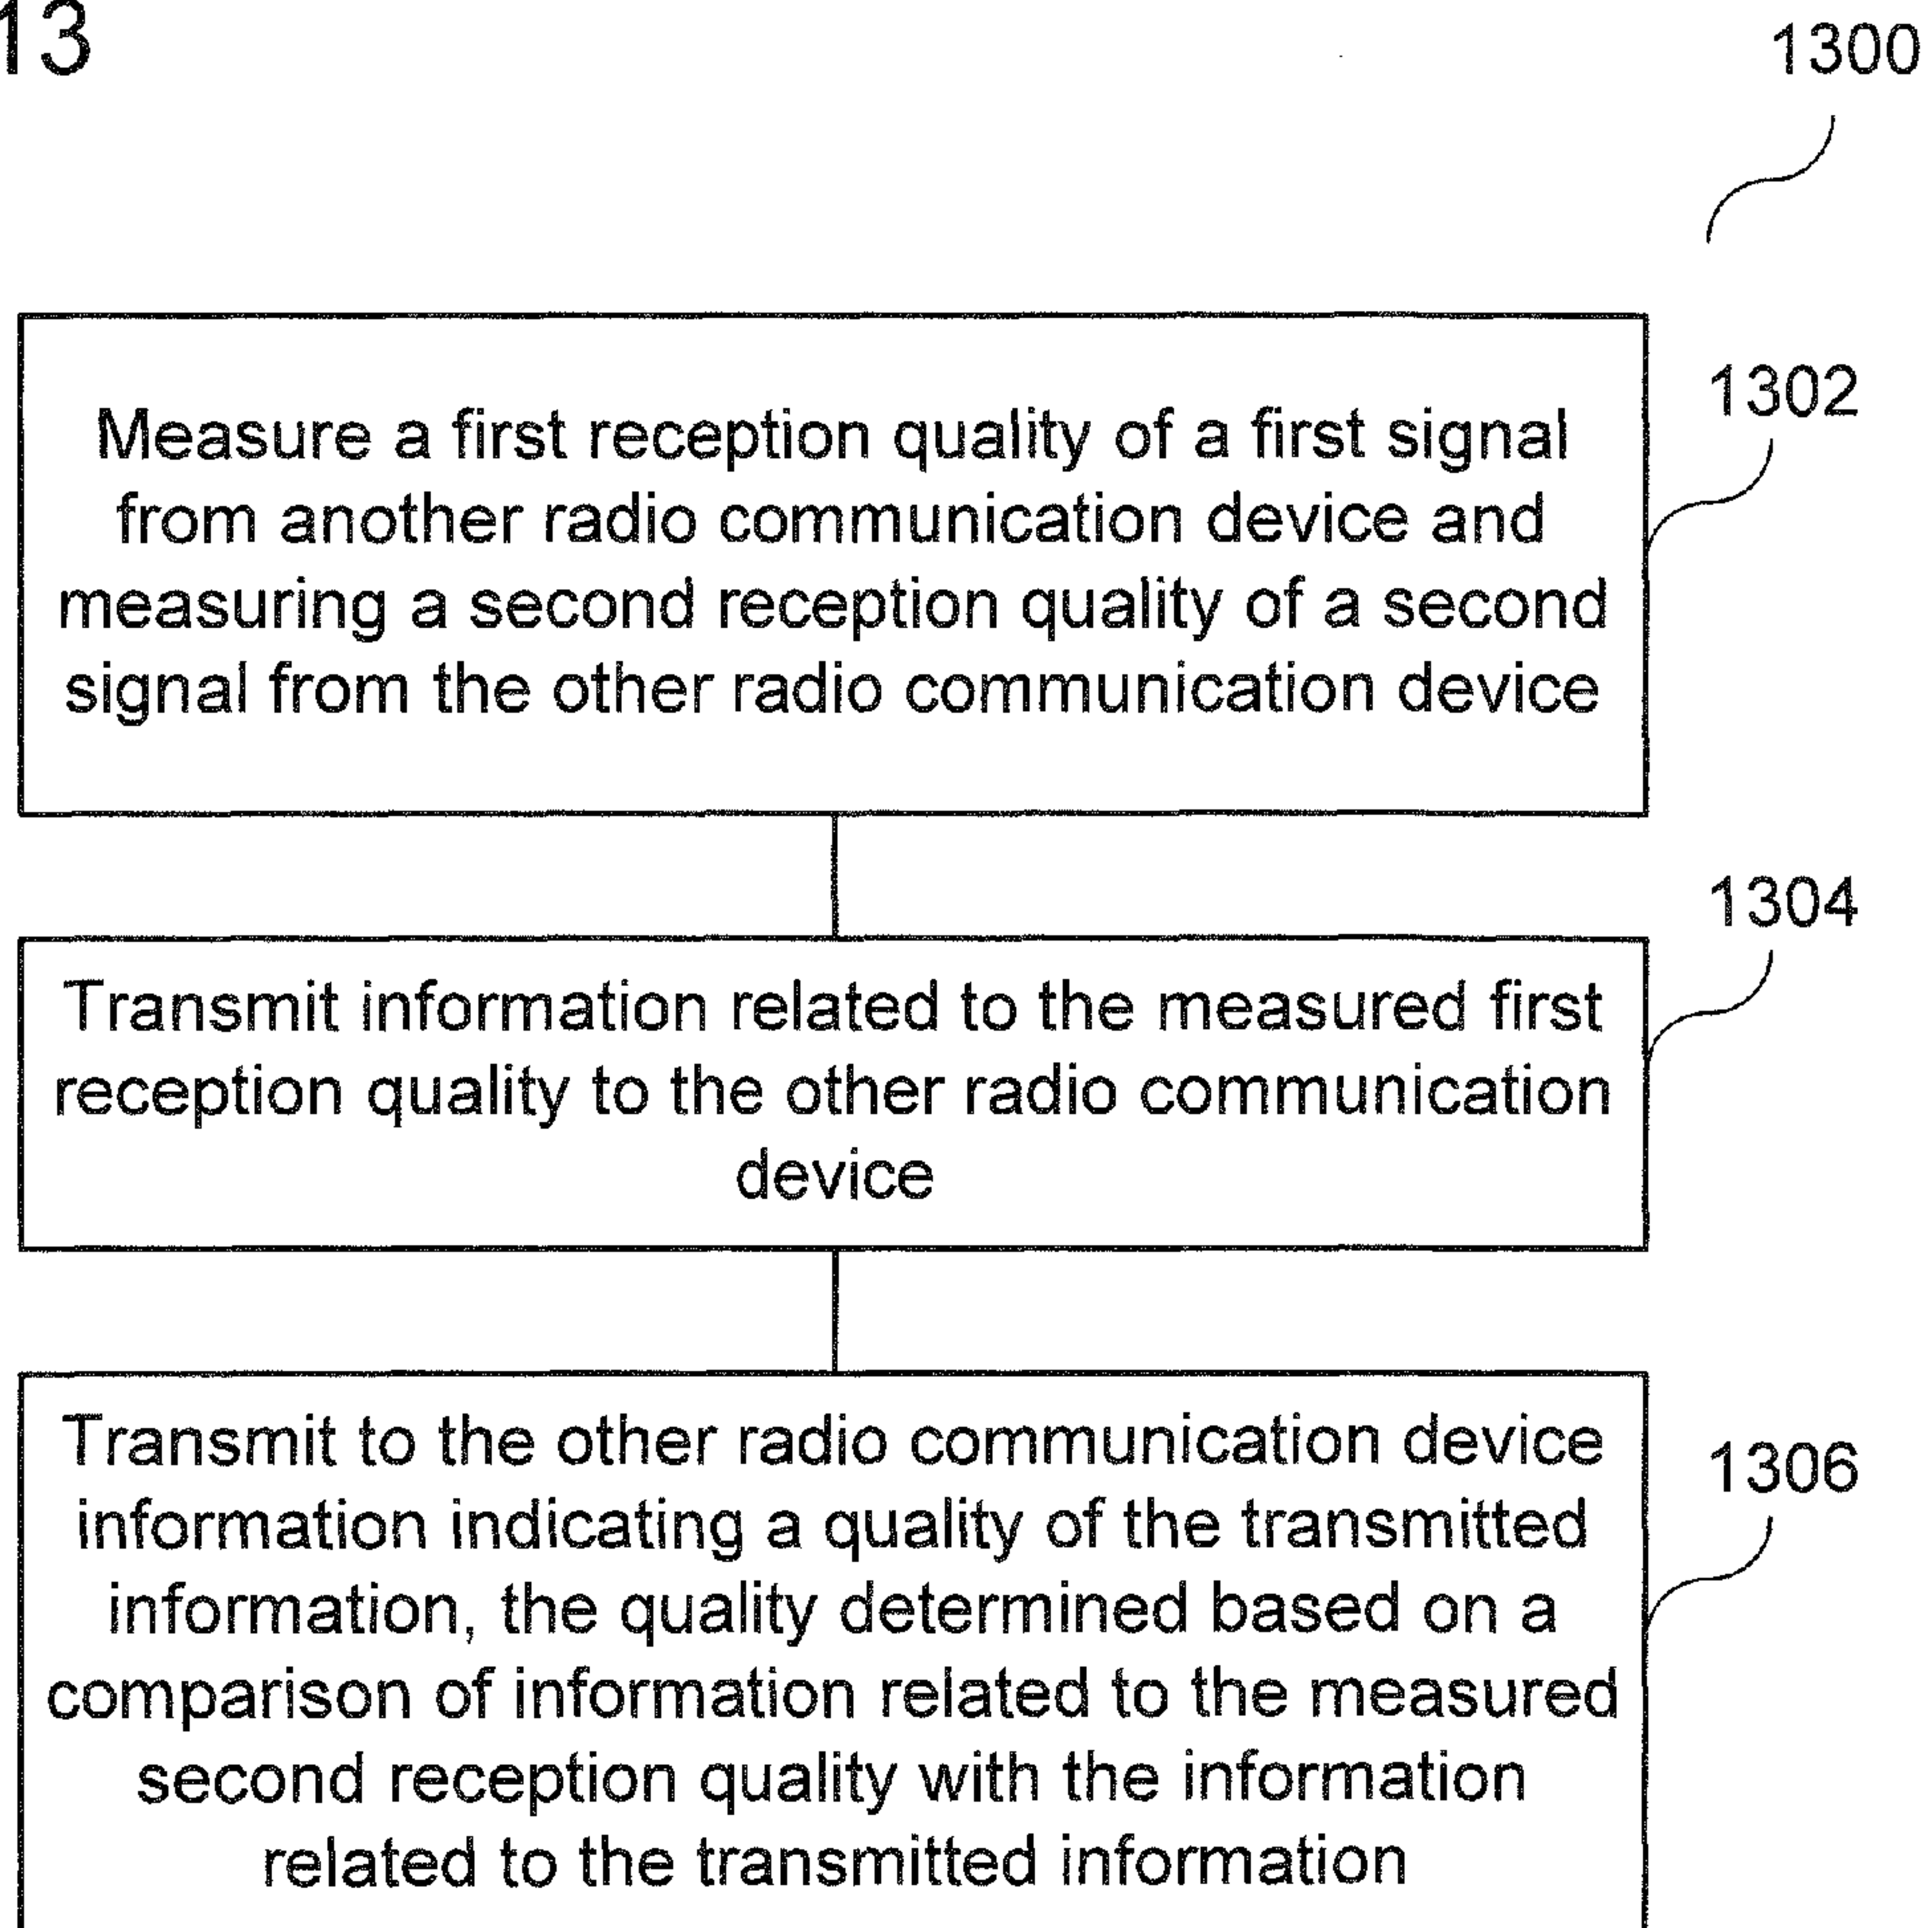 13
1300
Measure a first reception quality of a first signal
from another radio communication device and
measuring a second reception quality of a second
signal from the other radio communication device
1302
Transmit information related to the measured first
reception quality to the other radio communication
device
1304
Transmit to the other radio communication device
information indicating a quality of the transmitted
information, the quality determined based on a
comparison of information related to the measured
second reception quality with the information
related to the transmitted information
1306